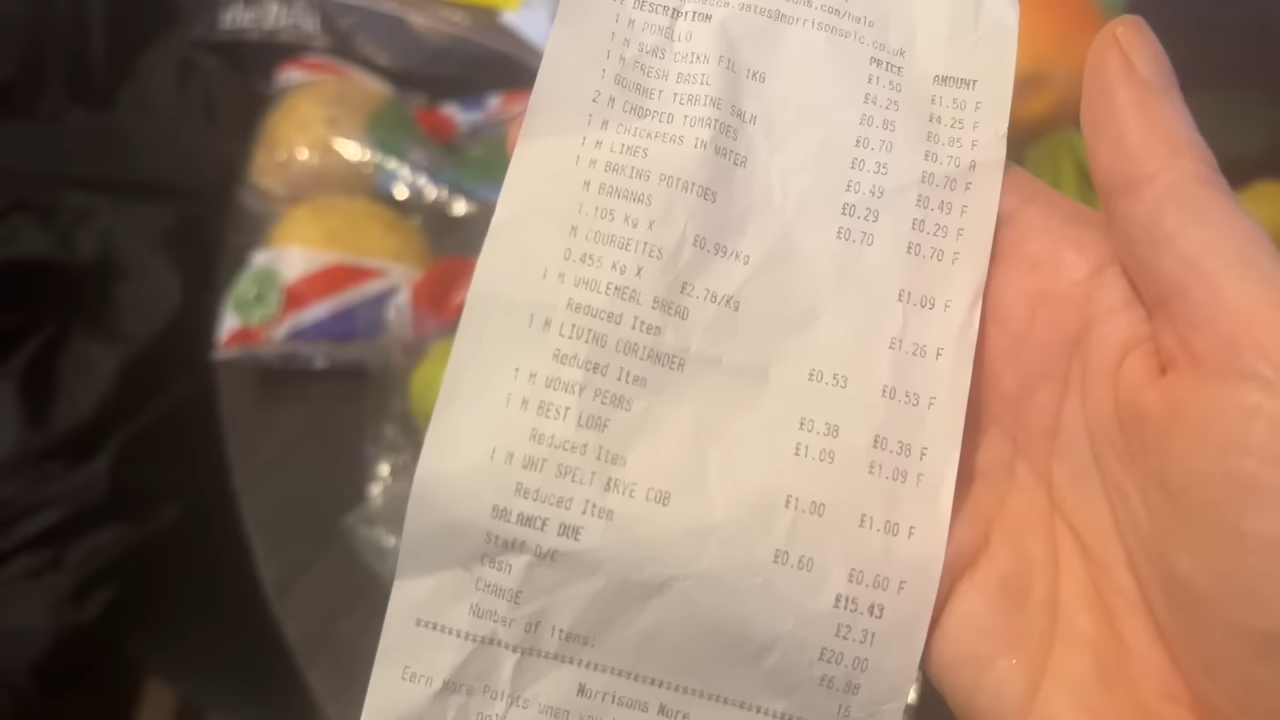 ons.com/help
ecca.gates@morrisonsplc.co.uk
DESCRIPTION PRICE AMOUNT
1 M POMELLO £1.50 £1.50 F
1 M SVRS CHIKN FIL 1KG £4.25 £4.25 F
1 M FRESH BASIL £0.85 £0.85 F
1 GOURMET TERRINE SALM £0.70 £0.70 A
2 M CHOPPED TOMATOES £0.35 £0.70 F
1 M CHICKPEAS IN WATER £0.49 £0.49 F
1 M LIMES £0.29 £0.29 F
1 M BAKING POTATOES £0.70 £0.70 F
M BANANAS
1.105 Kg X £0.99/Kg £1.09 F
M COURGETTES
0.455 Kg X £2.78/Kg £1.26 F
1 M WHOLEMEAL BREAD £0.53 £0.53 F
Reduced Item
1 M LIVING CORIANDER £0.38 £0.38 F
Reduced Item
1 M WONKY PEARS £1.09 £1.09 F
1 M BEST LOAF £1.00 £1.00 F
Reduced Item
1 M WHT SPELT &RYE COB £0.60 £0.60 F
Reduced Item
BALANCE DUE £15.43
Staff D/C £2.31
Cash £20.00
CHANGE £6.88
Number of items: 16
****************************************
Morrisons More
Earn More Points when you